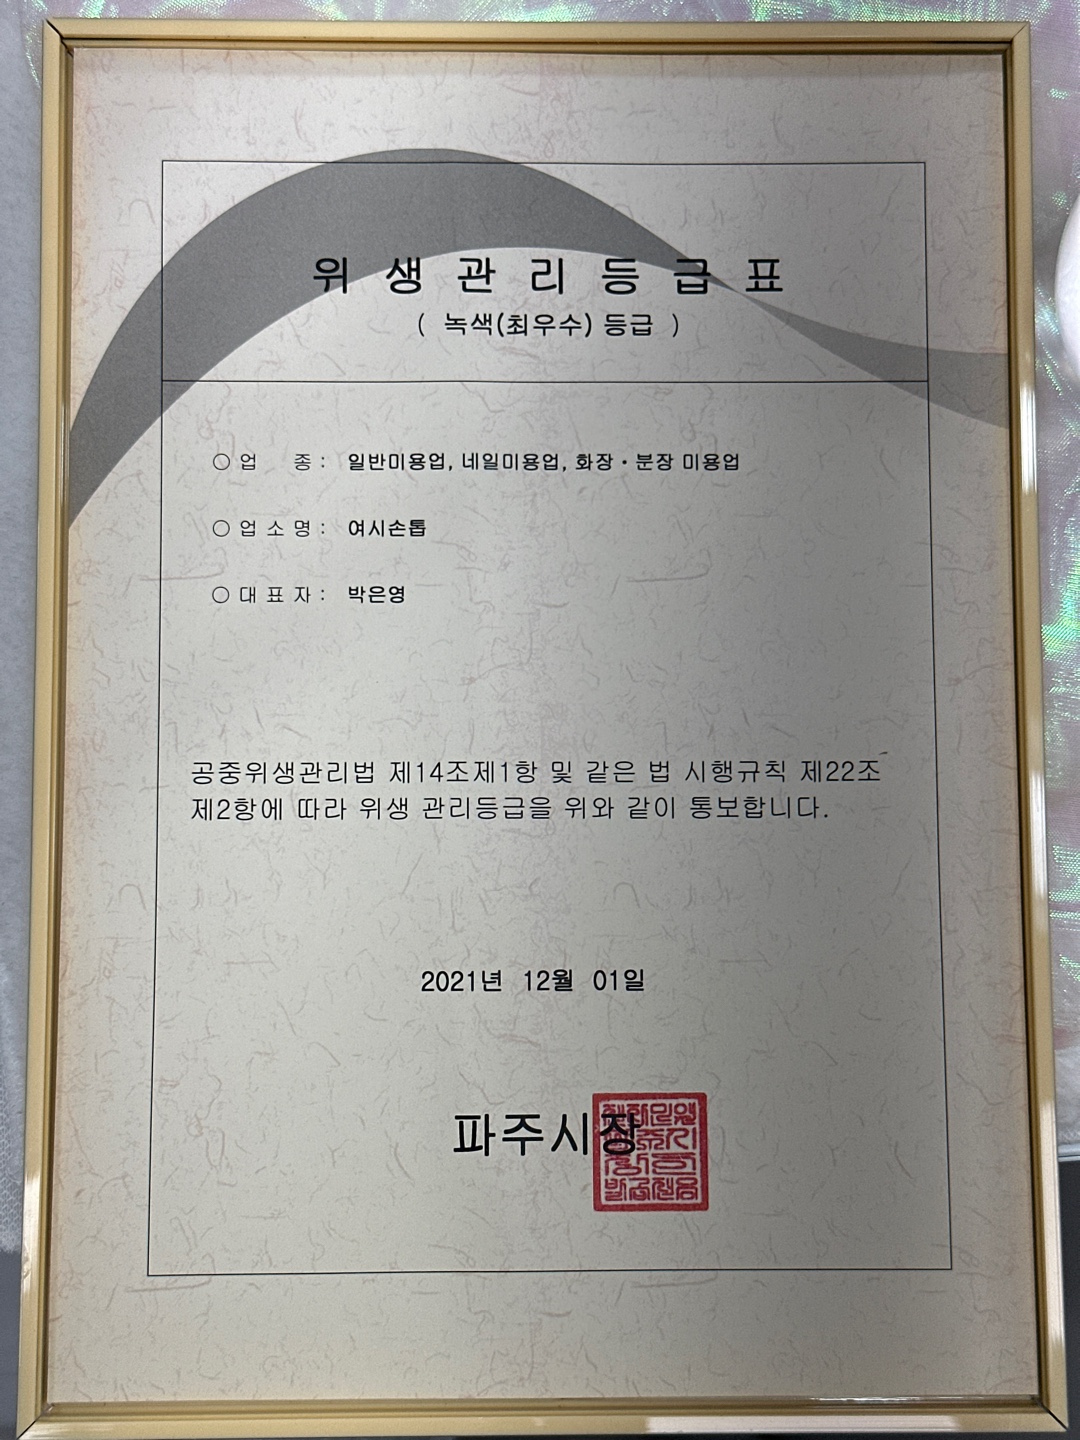 위생관리등급표
( 녹색(최우수) 등급 )
○ 업 종 : 일반미용업, 네일미용업, 화장·분장 미용업
○ 업소명 : 여시손톱
○ 대표자 : 박은영
공중위생관리법 제14조제1항 및 같은 법 시행규칙 제22조
제2항에 따라 위생 관리등급을 위와 같이 통보합니다.
2021년 12월 01일
파주시장